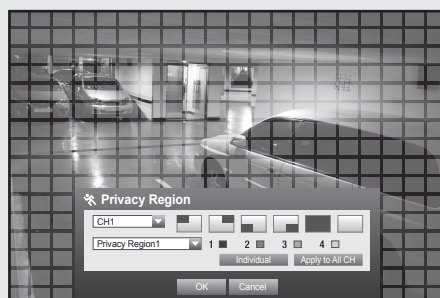 Privacy Region
CH1
Privacy Region1 1 2 3 4
Individual Apply to All CH
OK Cancel